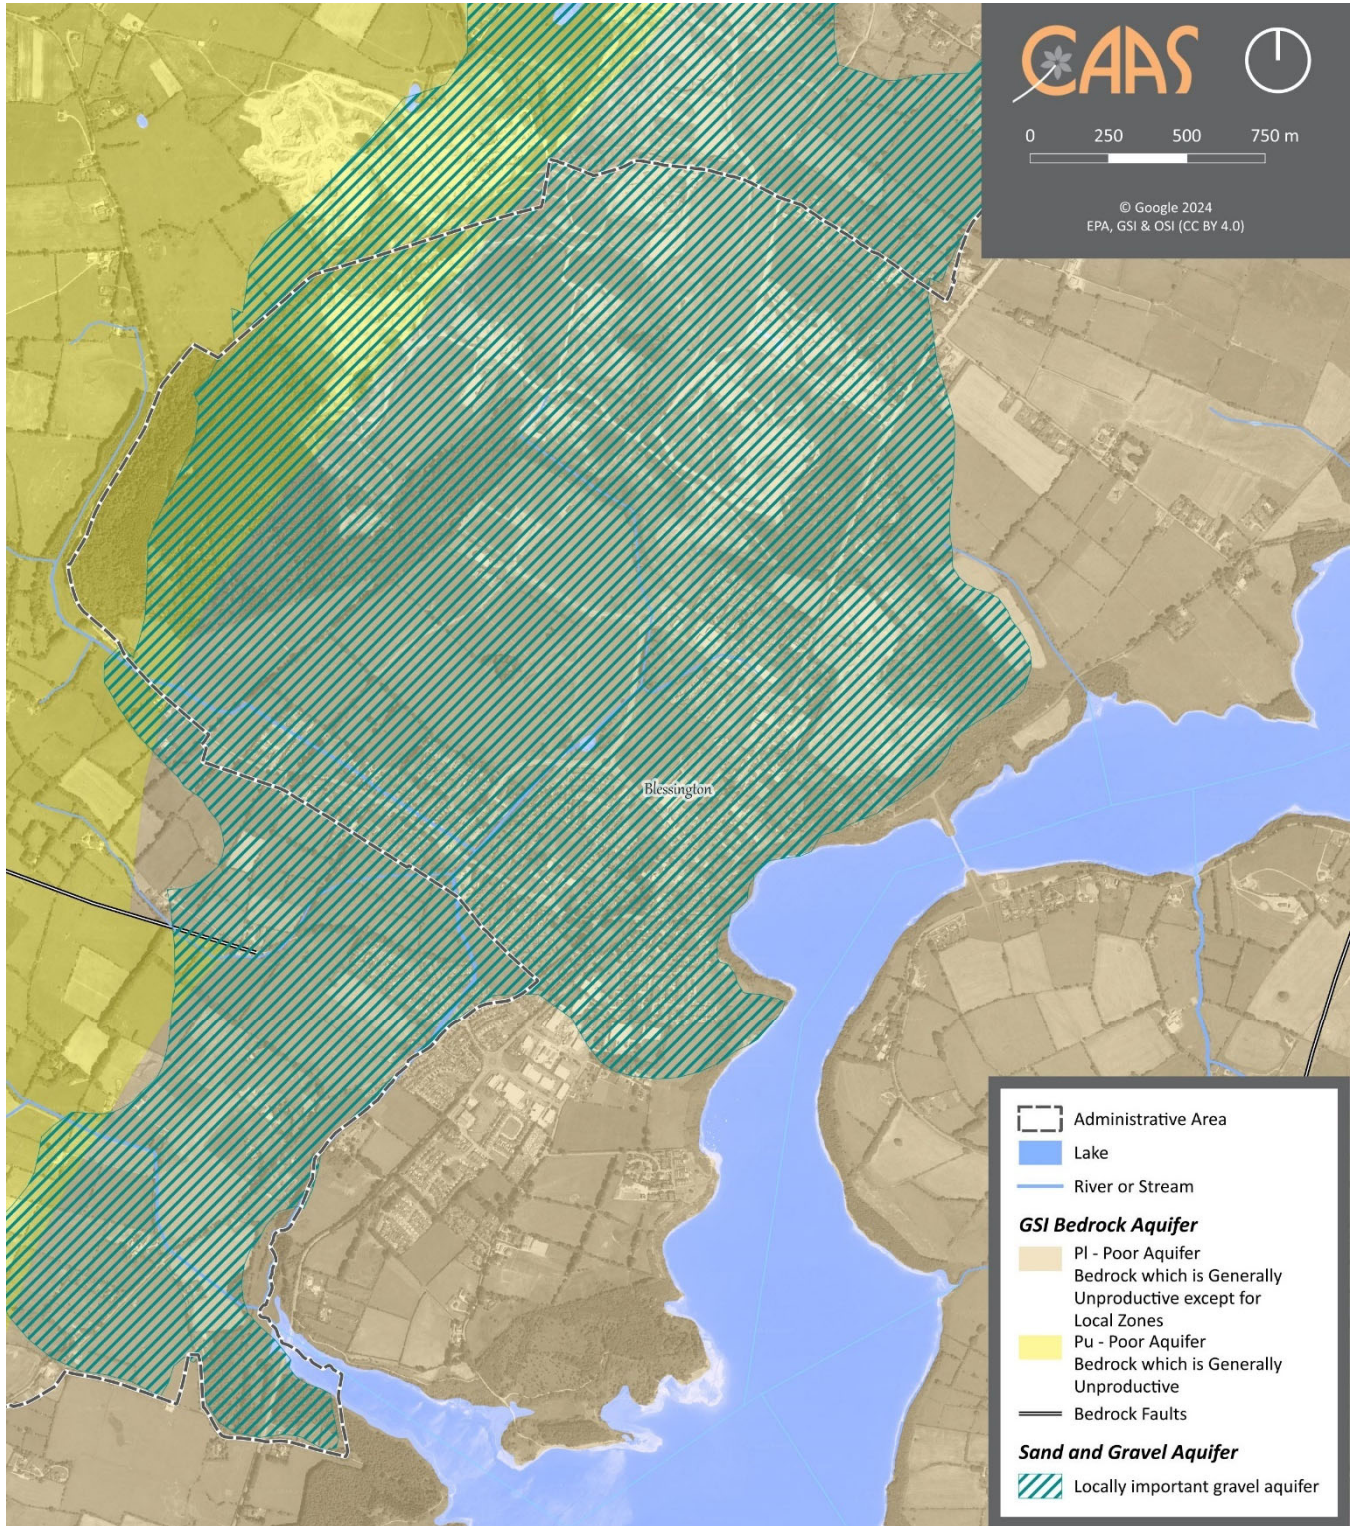 CAAS
0 250 500 750 m
© Google 2024
EPA, GSI & OSI (CC BY 4.0)
Blessington
Administrative Area
Lake
River or Stream
GSI Bedrock Aquifer
Pl - Poor Aquifer
Bedrock which is Generally
Unproductive except for
Local Zones
Pu - Poor Aquifer
Bedrock which is Generally
Unproductive
Bedrock Faults
Sand and Gravel Aquifer
Locally important gravel aquifer